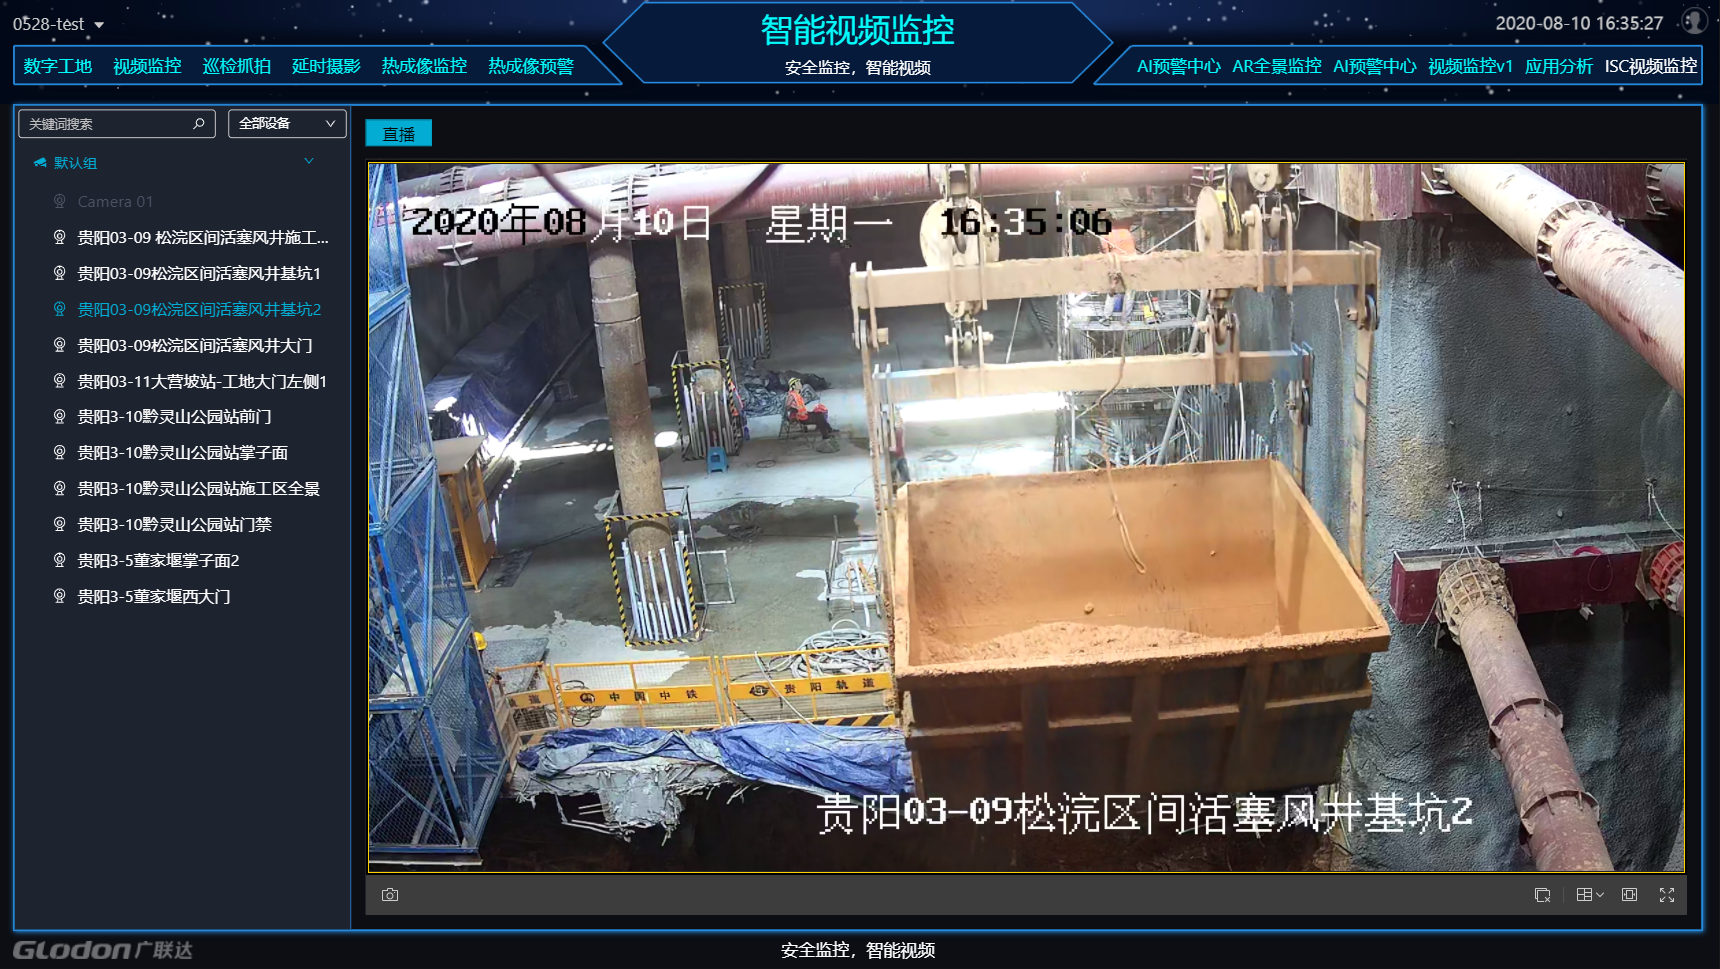 0528-test
智能视频监控
安全监控，智能视频
2020-08-10 16:35:27
数字工地 视频监控 巡检抓拍 延时摄影 热成像监控 热成像预警
AI预警中心 AR全景监控 AI预警中心 视频监控v1 应用分析 ISC视频监控
关键词搜索
全部设备
默认组
Camera 01
贵阳03-09 松浣区间活塞风井施工...
贵阳03-09松浣区间活塞风井基坑1
贵阳03-09松浣区间活塞风井基坑2
贵阳03-09松浣区间活塞风井大门
贵阳03-11大营坡站-工地大门左侧1
贵阳3-10黔灵山公园站前门
贵阳3-10黔灵山公园站掌子面
贵阳3-10黔灵山公园站施工区全景
贵阳3-10黔灵山公园站门禁
贵阳3-5董家堰掌子面2
贵阳3-5董家堰西大门
直播
2020年08月10日 星期一 16:35:06
道 中国中铁 贵阳轨道
贵阳03-09松浣区间活塞风井基坑2
GLodon广联达
安全监控，智能视频